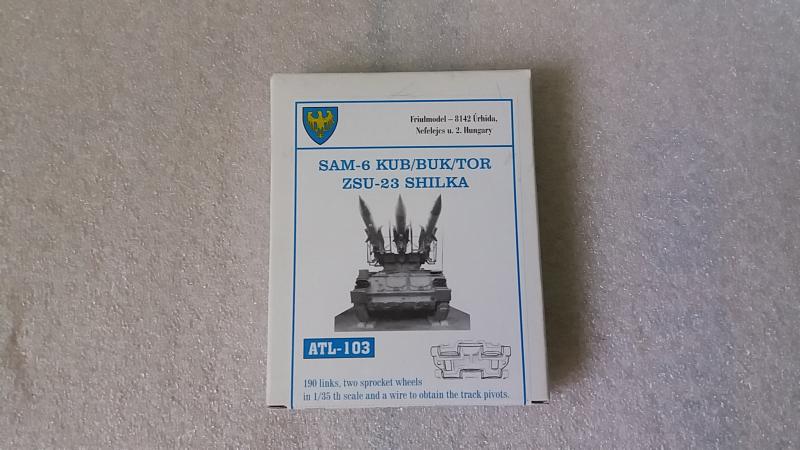 Friulmodel – 8142 Úrhida,
Nefelejcs u. 2. Hungary
SAM-6 KUB/BUK/TOR
ZSU-23 SHILKA
ATL-103
190 links, two sprocket wheels
in 1/35 th scale and a wire to obtain the track pivots.